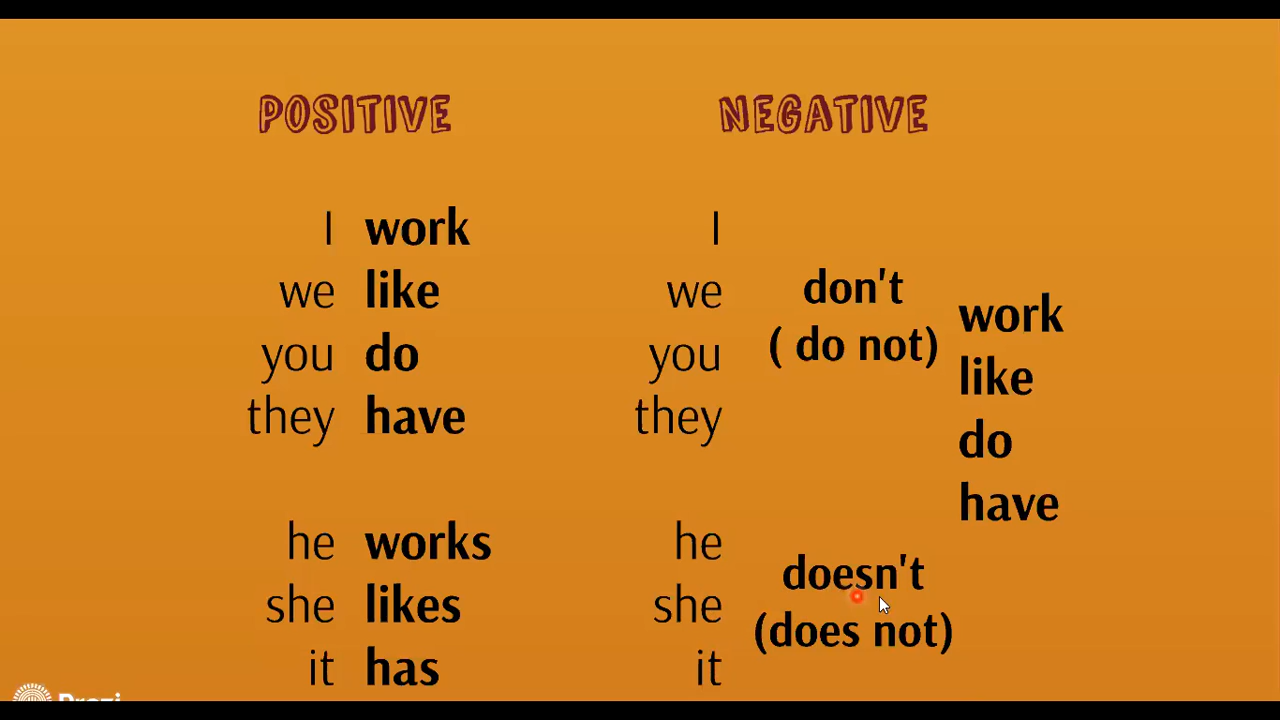 POSITIVE
I work
we like
you do
they have
he works
she likes
it has
NEGATIVE
I
we
you
they
don't
( do not)
he
she
it
doesn't
(does not)
work
like
do
have
Prezi